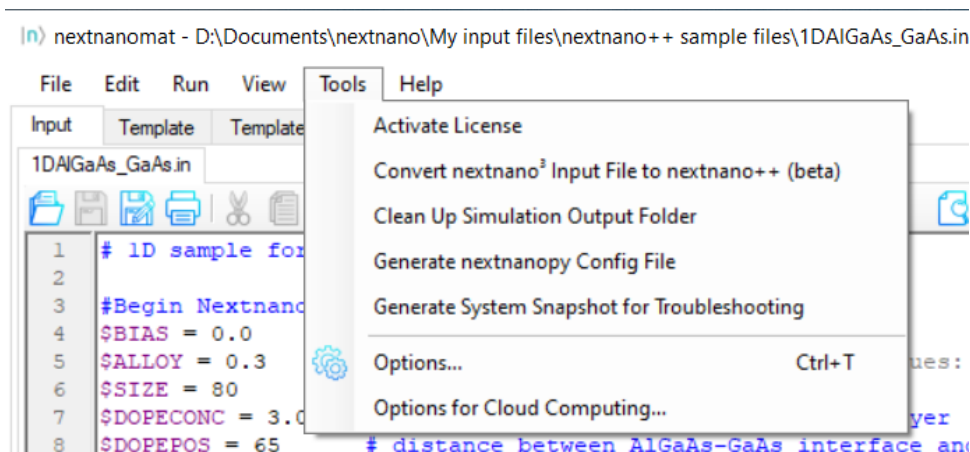 |n⟩ nextnanomat - D:\Documents\nextnano\My input files\nextnano++ sample files\1DAlGaAs_GaAs.in
File Edit Run View Tools Help
Input Template Template
1DAlGaAs_GaAs.in
Activate License
Convert nextnano³ Input File to nextnano++ (beta)
Clean Up Simulation Output Folder
Generate nextnanopy Config File
Generate System Snapshot for Troubleshooting
Options... Ctrl+T
Options for Cloud Computing...
1 # 1D sample for
2
3 #Begin Nextnano
4 $BIAS = 0.0
5 $ALLOY = 0.3 ues:
6 $SIZE = 80
7 $DOPECONC = 3.0 yer
8 $DOPEPOS = 65 # distance between AlGaAs-GaAs interface and